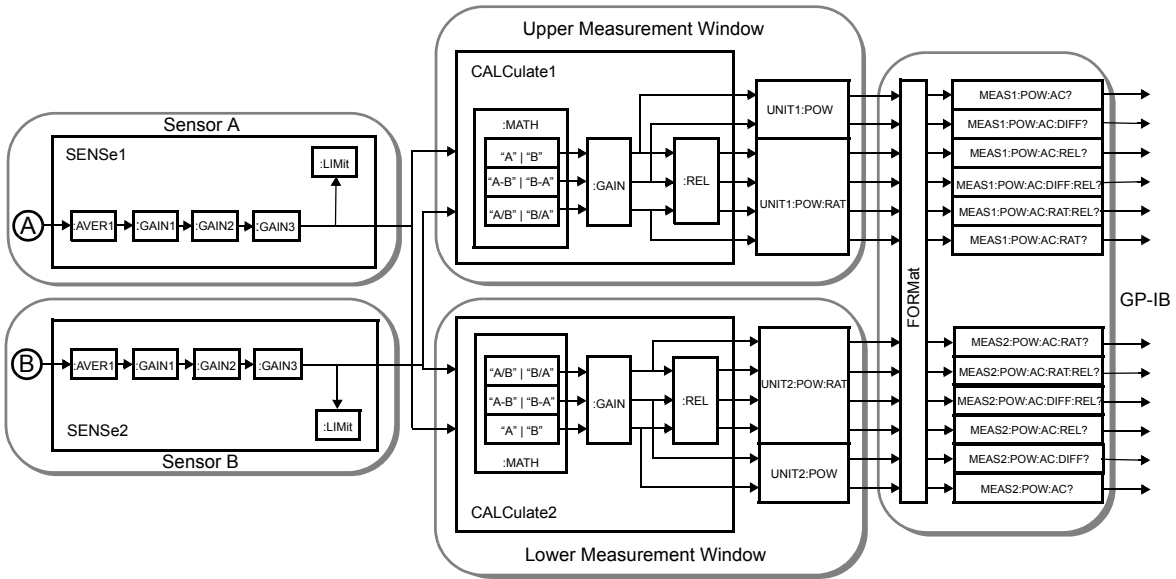 Sensor A
SENSe1
:LIMit
A
:AVER1
:GAIN1
:GAIN2
:GAIN3
B
:AVER1
:GAIN1
:GAIN2
:GAIN3
:LIMit
SENSe2
Sensor B
Upper Measurement Window
CALCulate1
:MATH
“A” | “B”
“A-B” | “B-A”
“A/B” | “B/A”
:GAIN
:REL
UNIT1:POW
UNIT1:POW:RAT
“A/B” | “B/A”
“A-B” | “B-A”
“A” | “B”
:MATH
:GAIN
:REL
UNIT2:POW:RAT
UNIT2:POW
CALCulate2
Lower Measurement Window
FORMat
MEAS1:POW:AC?
MEAS1:POW:AC:DIFF?
MEAS1:POW:AC:REL?
MEAS1:POW:AC:DIFF:REL?
MEAS1:POW:AC:RAT:REL?
MEAS1:POW:AC:RAT?
GP-IB
MEAS2:POW:AC:RAT?
MEAS2:POW:AC:RAT:REL?
MEAS2:POW:AC:DIFF:REL?
MEAS2:POW:AC:REL?
MEAS2:POW:AC:DIFF?
MEAS2:POW:AC?